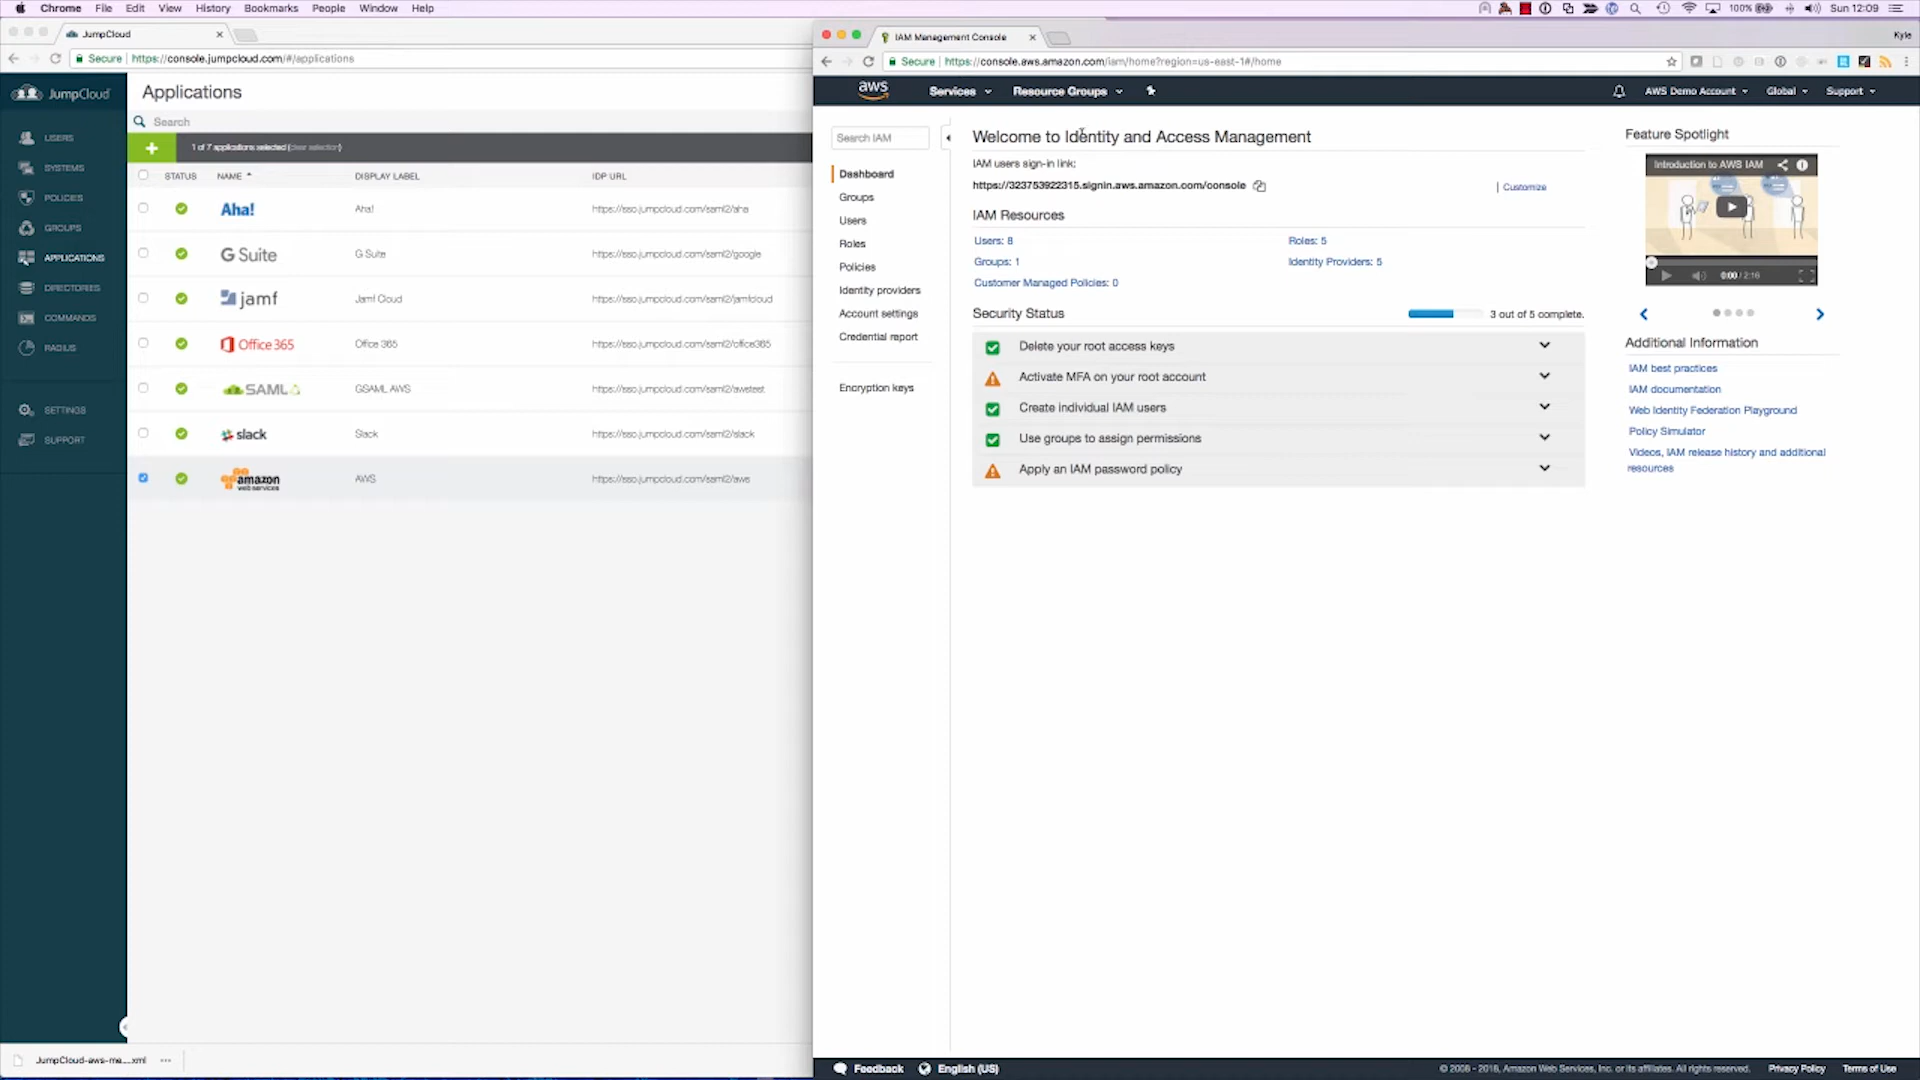 Chrome File Edit View History Bookmarks People Window Help
100% Sun 12:09
JumpCloud
Secure https://console.jumpcloud.com/#/applications
JumpCloud
USERS
SYSTEMS
POLICIES
GROUPS
APPLICATIONS
DIRECTORIES
COMMANDS
RADIUS
SETTINGS
SUPPORT
Applications
Search
1 of 7 applications selected (clear selection)
STATUS NAME DISPLAY LABEL IDP URL
Aha! Aha! https://sso.jumpcloud.com/saml2/aha
G Suite G Suite https://sso.jumpcloud.com/saml2/google
jamf Jamf Cloud https://sso.jumpcloud.com/saml2/jamfcloud
Office 365 Office 365 https://sso.jumpcloud.com/saml2/office365
SAML GSAML AWS https://sso.jumpcloud.com/saml2/awstest
slack Slack https://sso.jumpcloud.com/saml2/slack
amazon web services AWS https://sso.jumpcloud.com/saml2/aws
JumpCloud-aws-me....xml
IAM Management Console
Kyle
Secure https://console.aws.amazon.com/iam/home?region=us-east-1#/home
aws Services Resource Groups AWS Demo Account Global Support
Search IAM
Dashboard
Groups
Users
Roles
Policies
Identity providers
Account settings
Credential report
Encryption keys
Welcome to Identity and Access Management
IAM users sign-in link:
https://323753922315.signin.aws.amazon.com/console
Customize
IAM Resources
Users: 8 Roles: 5
Groups: 1 Identity Providers: 5
Customer Managed Policies: 0
Security Status 3 out of 5 complete.
Delete your root access keys
Activate MFA on your root account
Create individual IAM users
Use groups to assign permissions
Apply an IAM password policy
Feature Spotlight
Introduction to AWS IAM
0:00 / 2:16
Additional Information
IAM best practices
IAM documentation
Web Identity Federation Playground
Policy Simulator
Videos, IAM release history and additional
resources
Feedback English (US)
© 2008 - 2018, Amazon Web Services, Inc. or its affiliates. All rights reserved. Privacy Policy Terms of Use